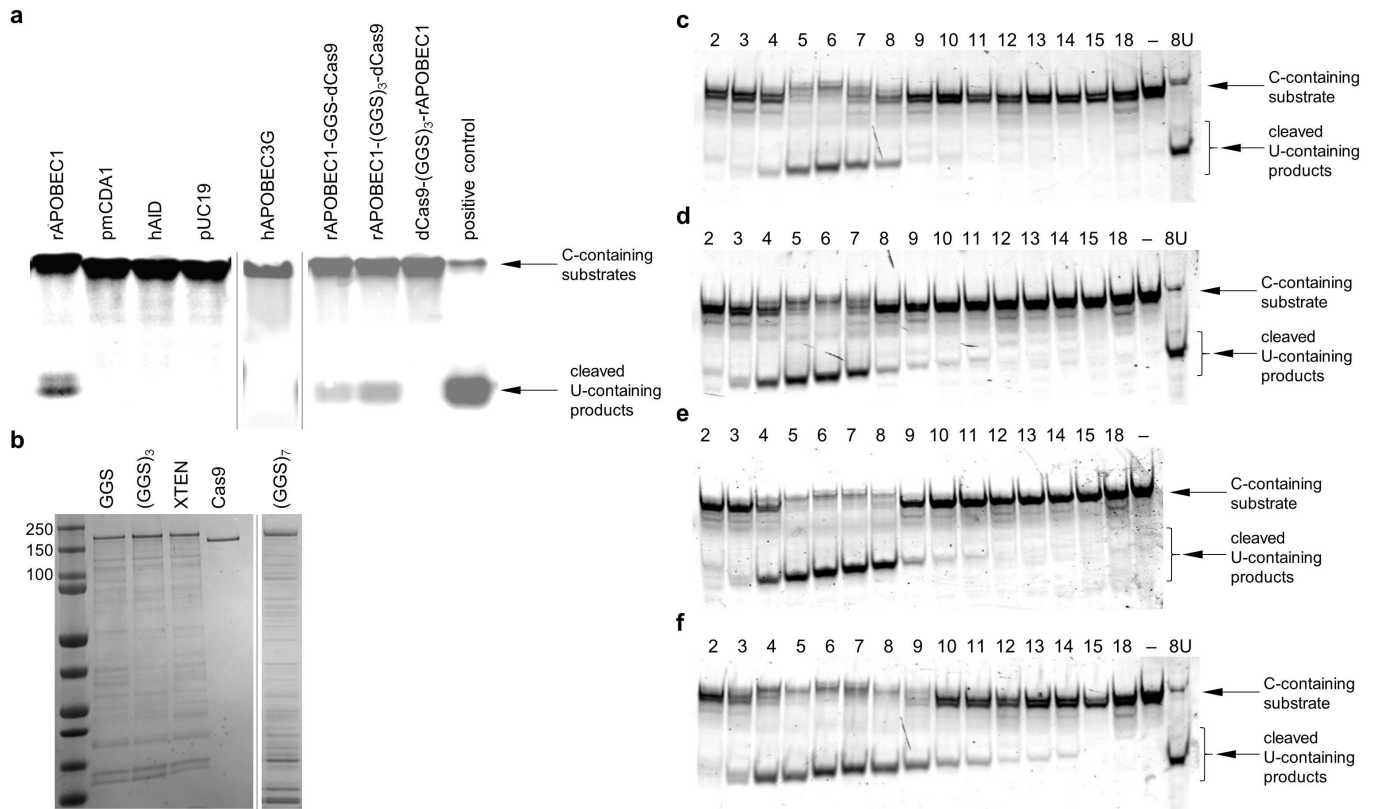 a
rAPOBEC1
pmCDA1
hAID
pUC19
hAPOBEC3G
rAPOBEC1-GGS-dCas9
rAPOBEC1-(GGS)₃-dCas9
dCas9-(GGS)₃-rAPOBEC1
positive control
C-containing
substrates
cleaved
U-containing
products
b
GGS
(GGS)₃
XTEN
Cas9
(GGS)₇
250
150
100
c
2 3 4 5 6 7 8 9 10 11 12 13 14 15 18 – 8U
C-containing
substrate
cleaved
U-containing
products
d
2 3 4 5 6 7 8 9 10 11 12 13 14 15 18 – 8U
C-containing
substrate
cleaved
U-containing
products
e
2 3 4 5 6 7 8 9 10 11 12 13 14 15 18 –
C-containing
substrate
cleaved
U-containing
products
f
2 3 4 5 6 7 8 9 10 11 12 13 14 15 18 – 8U
C-containing
substrate
cleaved
U-containing
products